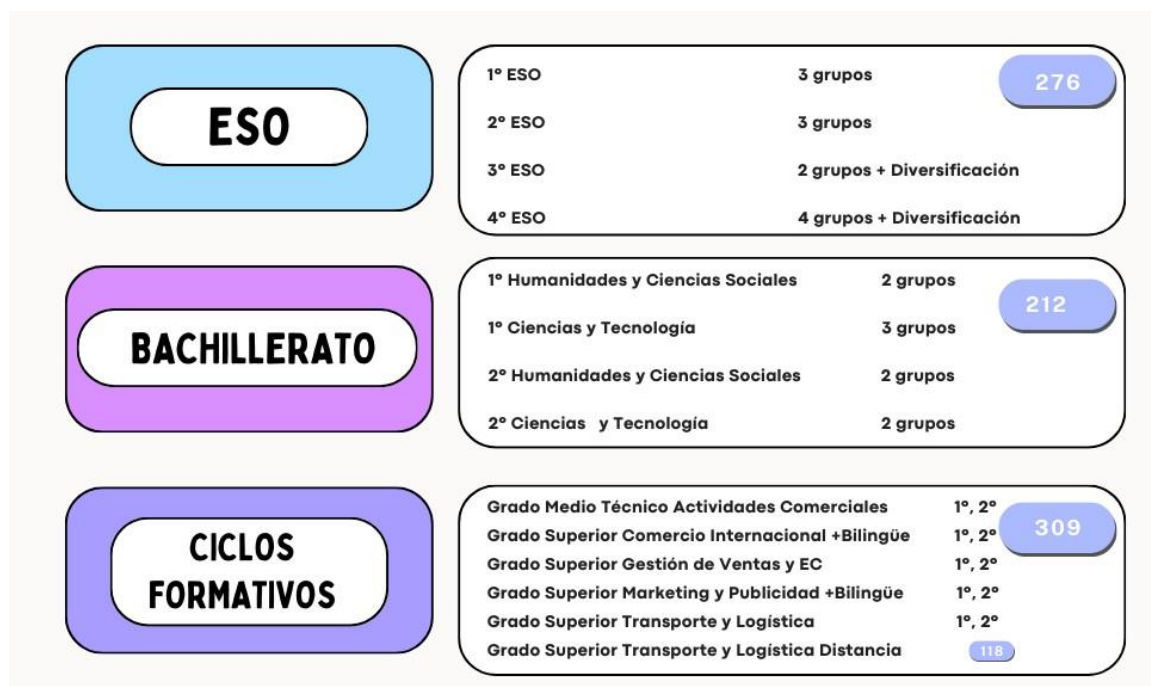 ESO
1º ESO 3 grupos 276
2º ESO 3 grupos
3º ESO 2 grupos + Diversificación
4º ESO 4 grupos + Diversificación
BACHILLERATO
1º Humanidades y Ciencias Sociales 2 grupos 212
1º Ciencias y Tecnología 3 grupos
2º Humanidades y Ciencias Sociales 2 grupos
2º Ciencias y Tecnología 2 grupos
CICLOS
FORMATIVOS
Grado Medio Técnico Actividades Comerciales 1º, 2º 309
Grado Superior Comercio Internacional +Bilingüe 1º, 2º
Grado Superior Gestión de Ventas y EC 1º, 2º
Grado Superior Marketing y Publicidad +Bilingüe 1º, 2º
Grado Superior Transporte y Logística 1º, 2º
Grado Superior Transporte y Logística Distancia 118